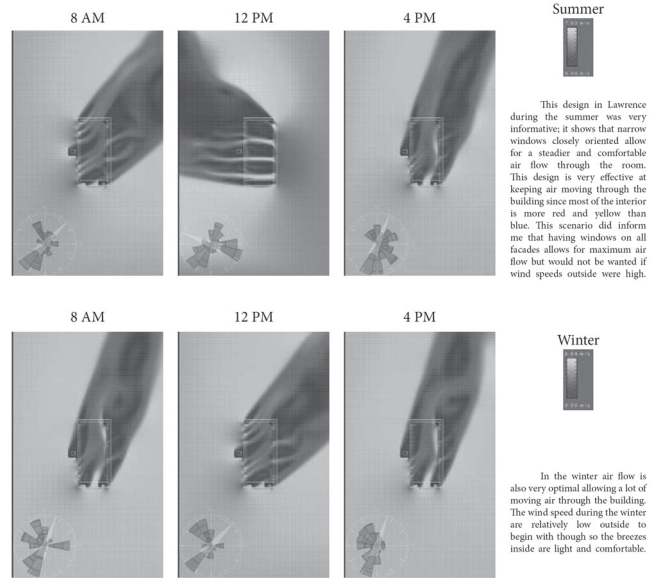 Summer
8 AM
12 PM
4 PM
This design in Lawrence
during the summer was very
informative; it shows that narrow
windows closely oriented allow
for a steadier and comfortable
air flow through the room.
This design is very effective at
keeping air moving through the
building since most of the interior
is more red and yellow than
blue. This scenario did inform
me that having windows on all
facades allows for maximum air
flow but would not be wanted if
wind speeds outside were high.
8 AM
12 PM
4 PM
Winter
In the winter air flow is
also very optimal allowing a lot of
moving air through the building.
The wind speed during the winter
are relatively low outside to
begin with though so the breezes
inside are light and comfortable.